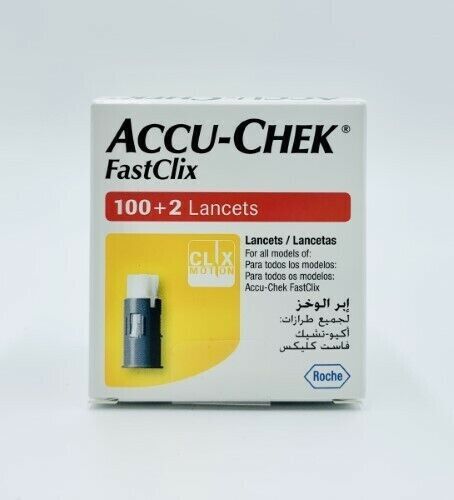 ACCU-CHEK®
FastClix
100+2 Lancets
CLIX
MOTION
Lancets / Lancetas
For all models of:
Para todos los modelos:
Para todos os modelos:
Accu-Chek FastClix
إبر الوخز
لجميع طرازات:
أكيو-تشيك
فاست كليكس
Roche